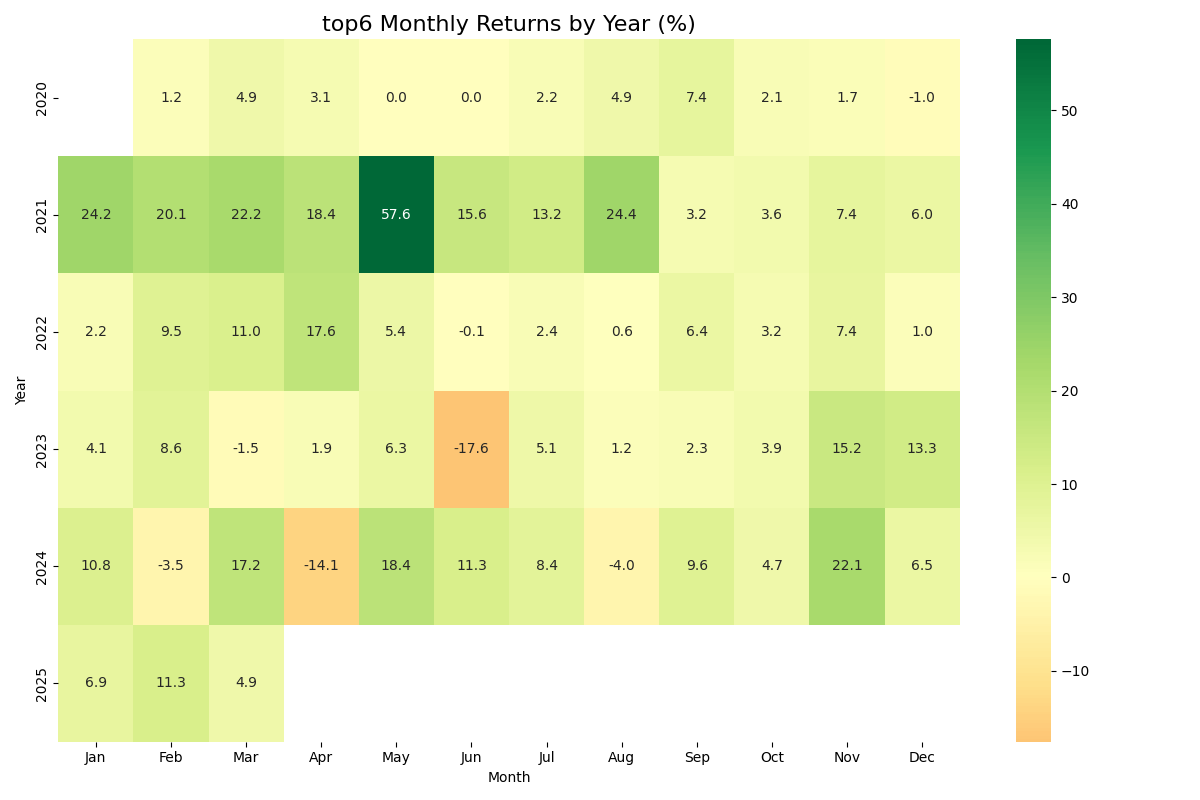 top6 Monthly Returns by Year (%)
2020 1.2 4.9 3.1 0.0 0.0 2.2 4.9 7.4 2.1 1.7 -1.0
2021 24.2 20.1 22.2 18.4 57.6 15.6 13.2 24.4 3.2 3.6 7.4 6.0
2022 2.2 9.5 11.0 17.6 5.4 -0.1 2.4 0.6 6.4 3.2 7.4 1.0
2023 4.1 8.6 -1.5 1.9 6.3 -17.6 5.1 1.2 2.3 3.9 15.2 13.3
2024 10.8 -3.5 17.2 -14.1 18.4 11.3 8.4 -4.0 9.6 4.7 22.1 6.5
2025 6.9 11.3 4.9
Year
Jan Feb Mar Apr May Jun Jul Aug Sep Oct Nov Dec
Month
50
40
30
20
10
0
−10